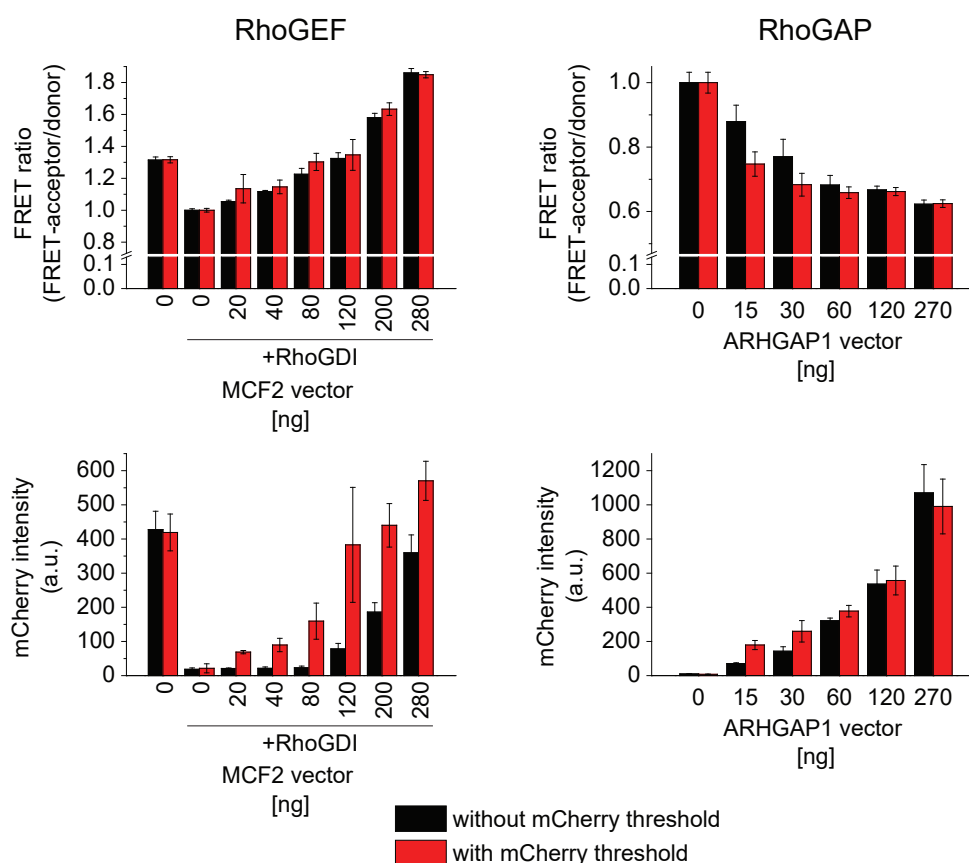 RhoGEF
FRET ratio
(FRET-acceptor/donor)
1.8
1.6
1.4
1.2
1.0
0.8
0.1
0.0
0
0
20
40
80
120
200
280
+RhoGDI
MCF2 vector
[ng]
RhoGAP
FRET ratio
(FRET-acceptor/donor)
1.0
0.8
0.6
0.1
0.0
0
15
30
60
120
270
ARHGAP1 vector
[ng]
mCherry intensity
(a.u.)
600
500
400
300
200
100
0
0
0
20
40
80
120
200
280
+RhoGDI
MCF2 vector
[ng]
mCherry intensity
(a.u.)
1200
1000
800
600
400
200
0
0
15
30
60
120
270
ARHGAP1 vector
[ng]
without mCherry threshold
with mCherry threshold